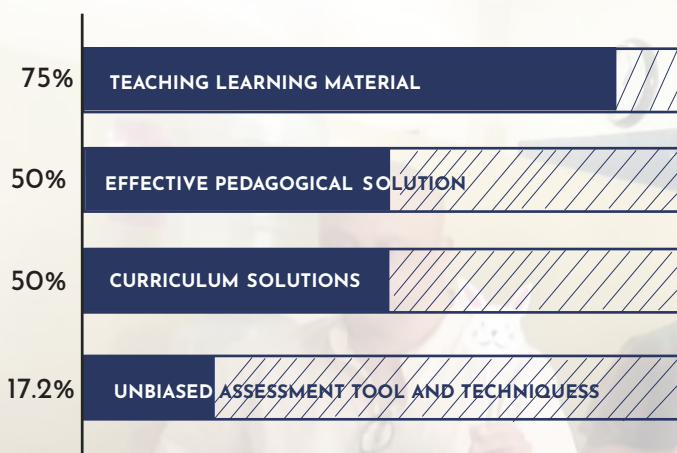 75% TEACHING LEARNING MATERIAL
50% EFFECTIVE PEDAGOGICAL SOLUTION
50% CURRICULUM SOLUTIONS
17.2% UNBIASED ASSESSMENT TOOL AND TECHNIQUESS